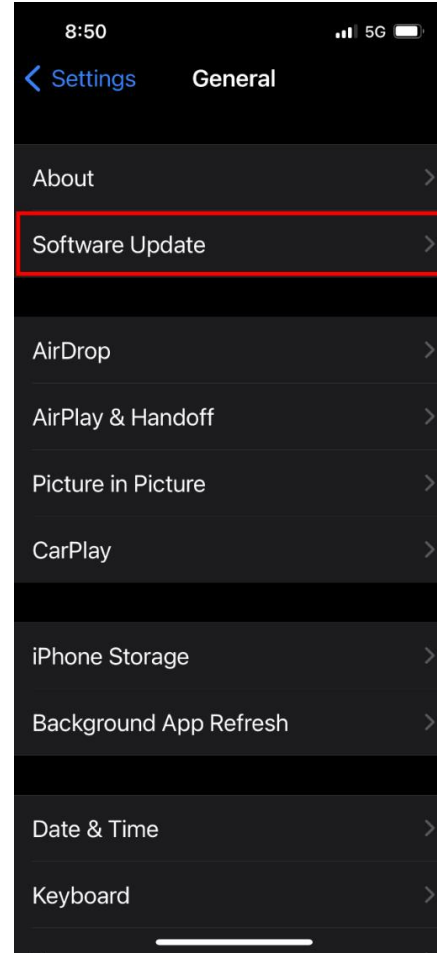 8:50 5G
Settings General
About
Software Update
AirDrop
AirPlay & Handoff
Picture in Picture
CarPlay
iPhone Storage
Background App Refresh
Date & Time
Keyboard